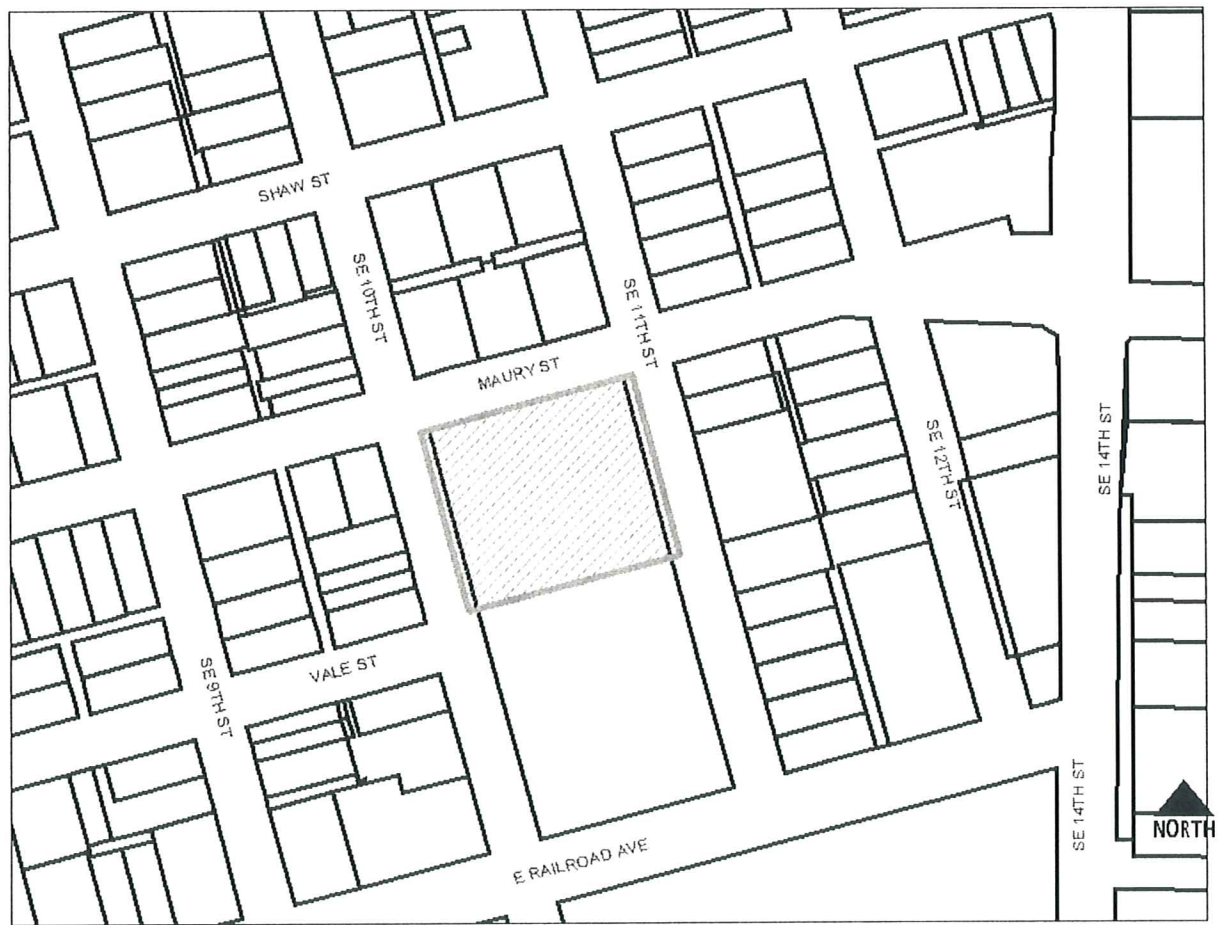 SHAW ST
SE 10TH ST
SE 11TH ST
MAURY ST
SE 12TH ST
SE 14TH ST
VALE ST
SE 9TH ST
SE 14TH ST
NORTH
E RAILROAD AVE